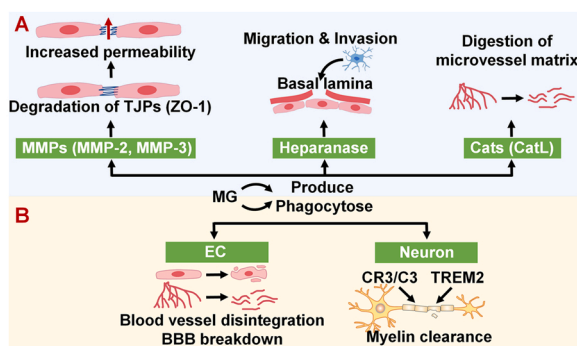 A
Increased permeability
Degradation of TJPs (ZO-1)
MMPs (MMP-2, MMP-3)
Migration & Invasion
Basal lamina
Heparanase
Digestion of
microvessel matrix
Cats (CatL)
MG
Produce
Phagocytose
B
EC
Blood vessel disintegration
BBB breakdown
Neuron
CR3/C3 TREM2
Myelin clearance